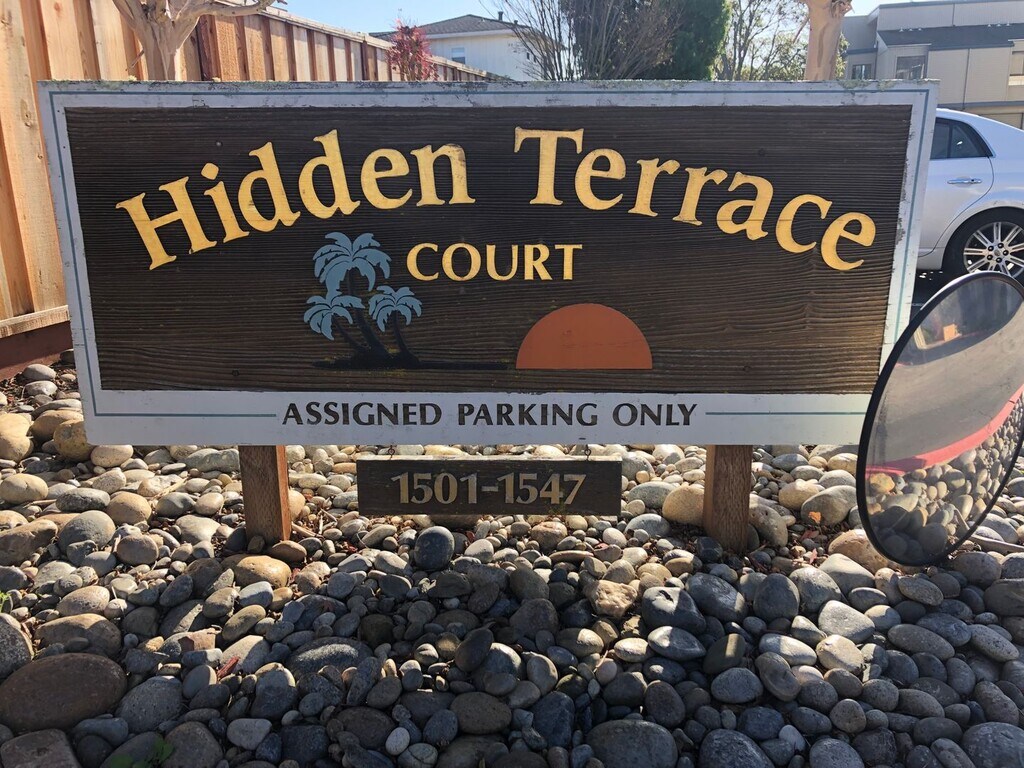 Hidden Terrace
COURT
ASSIGNED PARKING ONLY
1501-1547